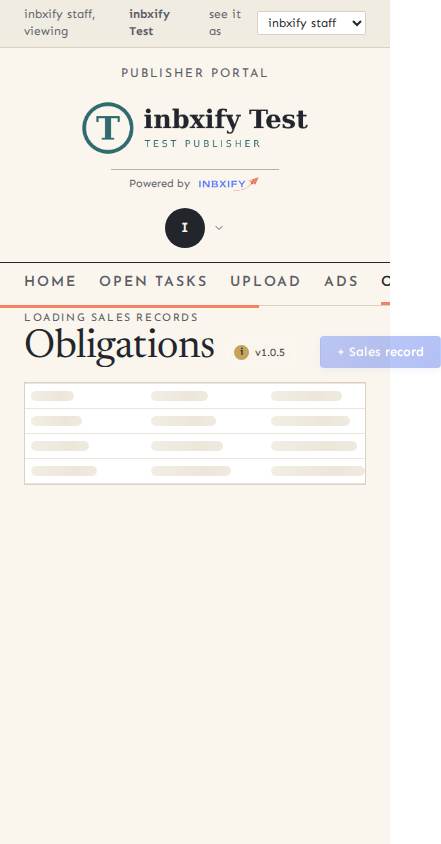 inbxify staff, viewing
inbxify Test
see it as
inbxify staff
PUBLISHER PORTAL
T
inbxify Test
TEST PUBLISHER
Powered by INBXIFY
I
HOME OPEN TASKS UPLOAD ADS
LOADING SALES RECORDS
Obligations
i v1.0.5
+ Sales record